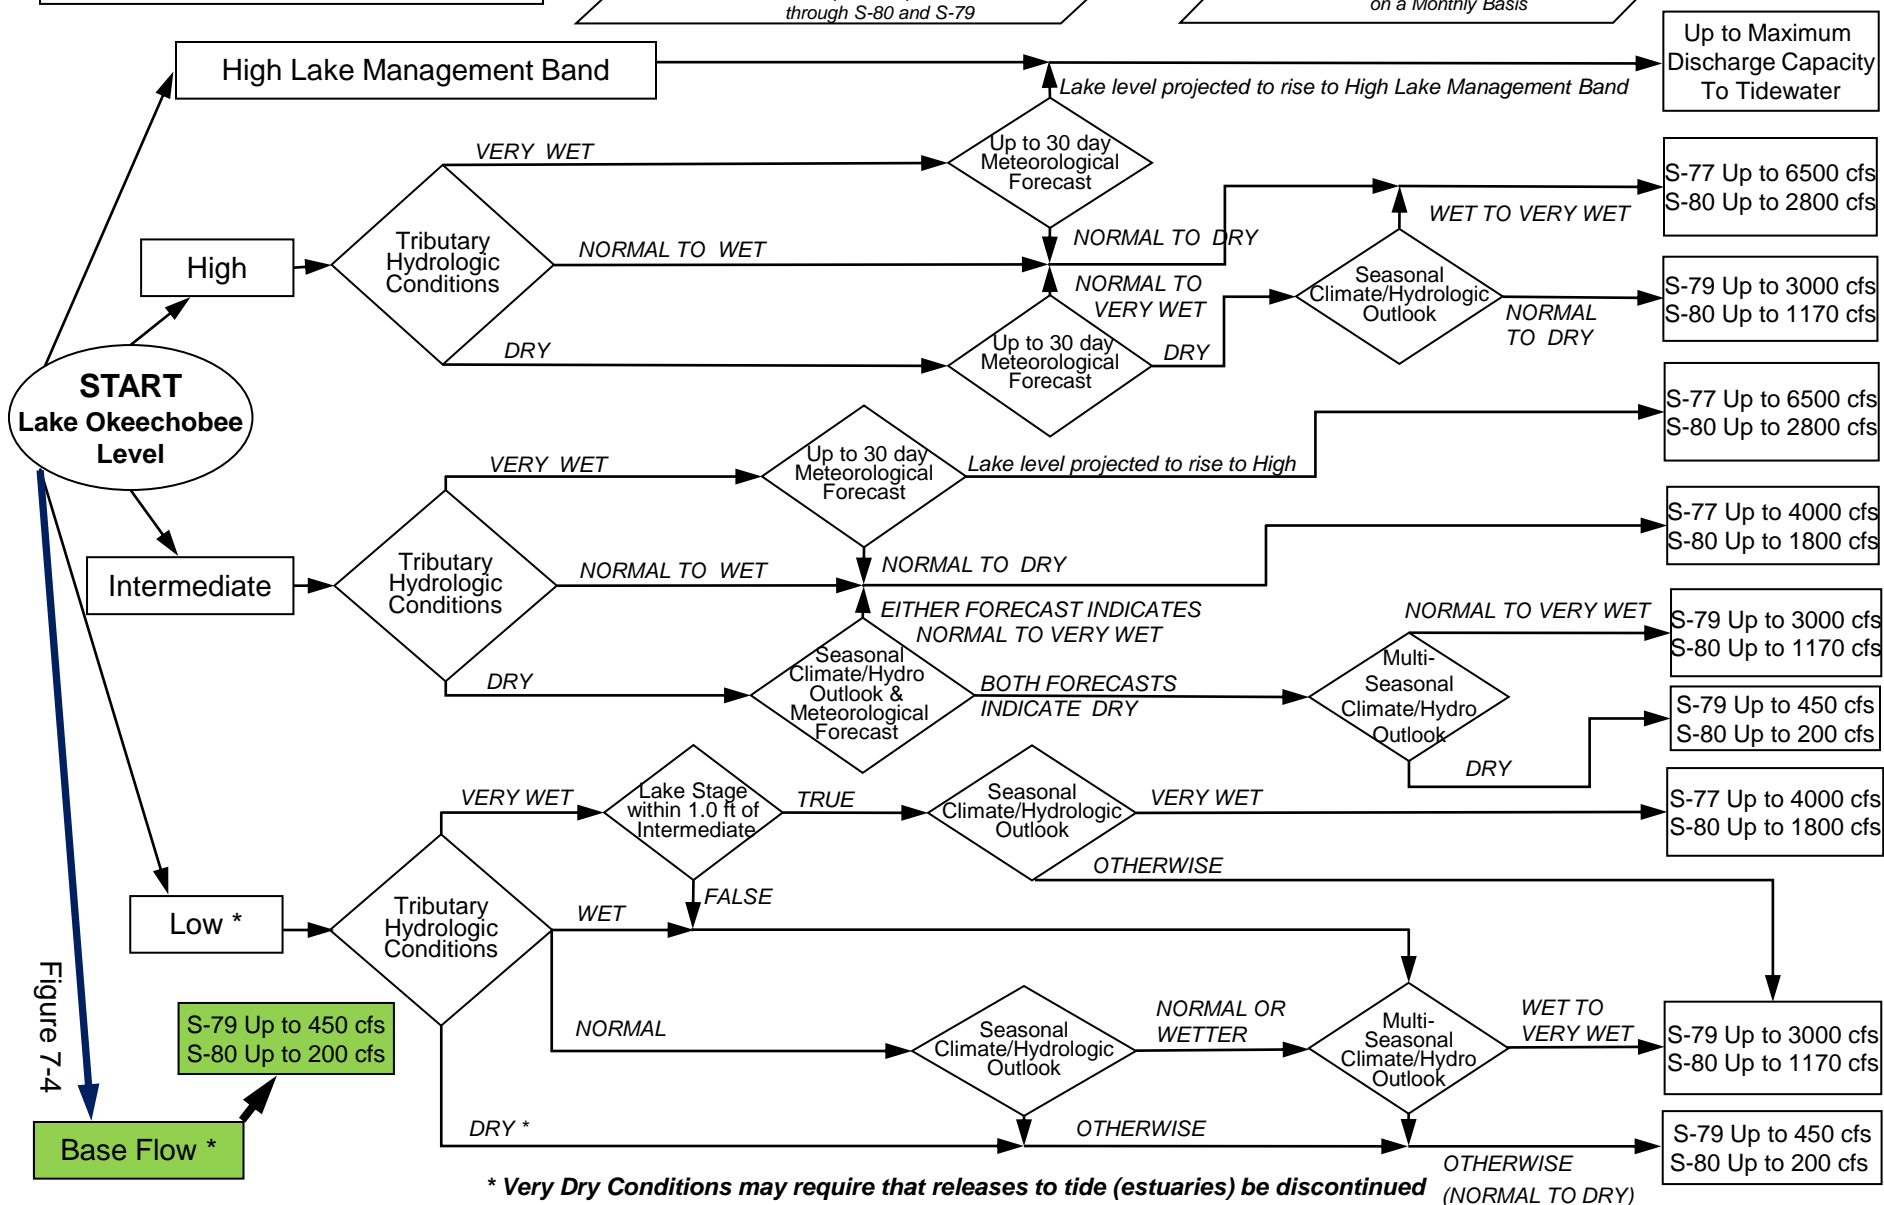 through S-80 and S-79
on a Monthly Basis
Up to Maximum
Discharge Capacity
To Tidewater
High Lake Management Band
Lake level projected to rise to High Lake Management Band
VERY WET
Up to 30 day
Meteorological
Forecast
S-77 Up to 6500 cfs
S-80 Up to 2800 cfs
WET TO VERY WET
High
Tributary
Hydrologic
Conditions
NORMAL TO WET
NORMAL TO DRY
NORMAL TO
VERY WET
Seasonal
Climate/Hydrologic
Outlook
NORMAL
TO DRY
S-79 Up to 3000 cfs
S-80 Up to 1170 cfs
DRY
Up to 30 day
Meteorological
Forecast
DRY
START
Lake Okeechobee
Level
S-77 Up to 6500 cfs
S-80 Up to 2800 cfs
VERY WET
Up to 30 day
Meteorological
Forecast
Lake level projected to rise to High
S-77 Up to 4000 cfs
S-80 Up to 1800 cfs
Intermediate
Tributary
Hydrologic
Conditions
NORMAL TO WET
NORMAL TO DRY
EITHER FORECAST INDICATES
NORMAL TO VERY WET
NORMAL TO VERY WET
S-79 Up to 3000 cfs
S-80 Up to 1170 cfs
DRY
Seasonal
Climate/Hydro
Outlook &
Meteorological
Forecast
BOTH FORECASTS
INDICATE DRY
Multi-
Seasonal
Climate/Hydro
Outlook
S-79 Up to 450 cfs
S-80 Up to 200 cfs
DRY
VERY WET
Lake Stage
within 1.0 ft of
Intermediate
TRUE
Seasonal
Climate/Hydrologic
Outlook
VERY WET
S-77 Up to 4000 cfs
S-80 Up to 1800 cfs
OTHERWISE
FALSE
Low *
Tributary
Hydrologic
Conditions
WET
Figure 7-4
S-79 Up to 450 cfs
S-80 Up to 200 cfs
NORMAL
Seasonal
Climate/Hydrologic
Outlook
NORMAL OR
WETTER
Multi-
Seasonal
Climate/Hydro
Outlook
WET TO
VERY WET
S-79 Up to 3000 cfs
S-80 Up to 1170 cfs
Base Flow *
DRY *
OTHERWISE
S-79 Up to 450 cfs
S-80 Up to 200 cfs
OTHERWISE
(NORMAL TO DRY)
* Very Dry Conditions may require that releases to tide (estuaries) be discontinued